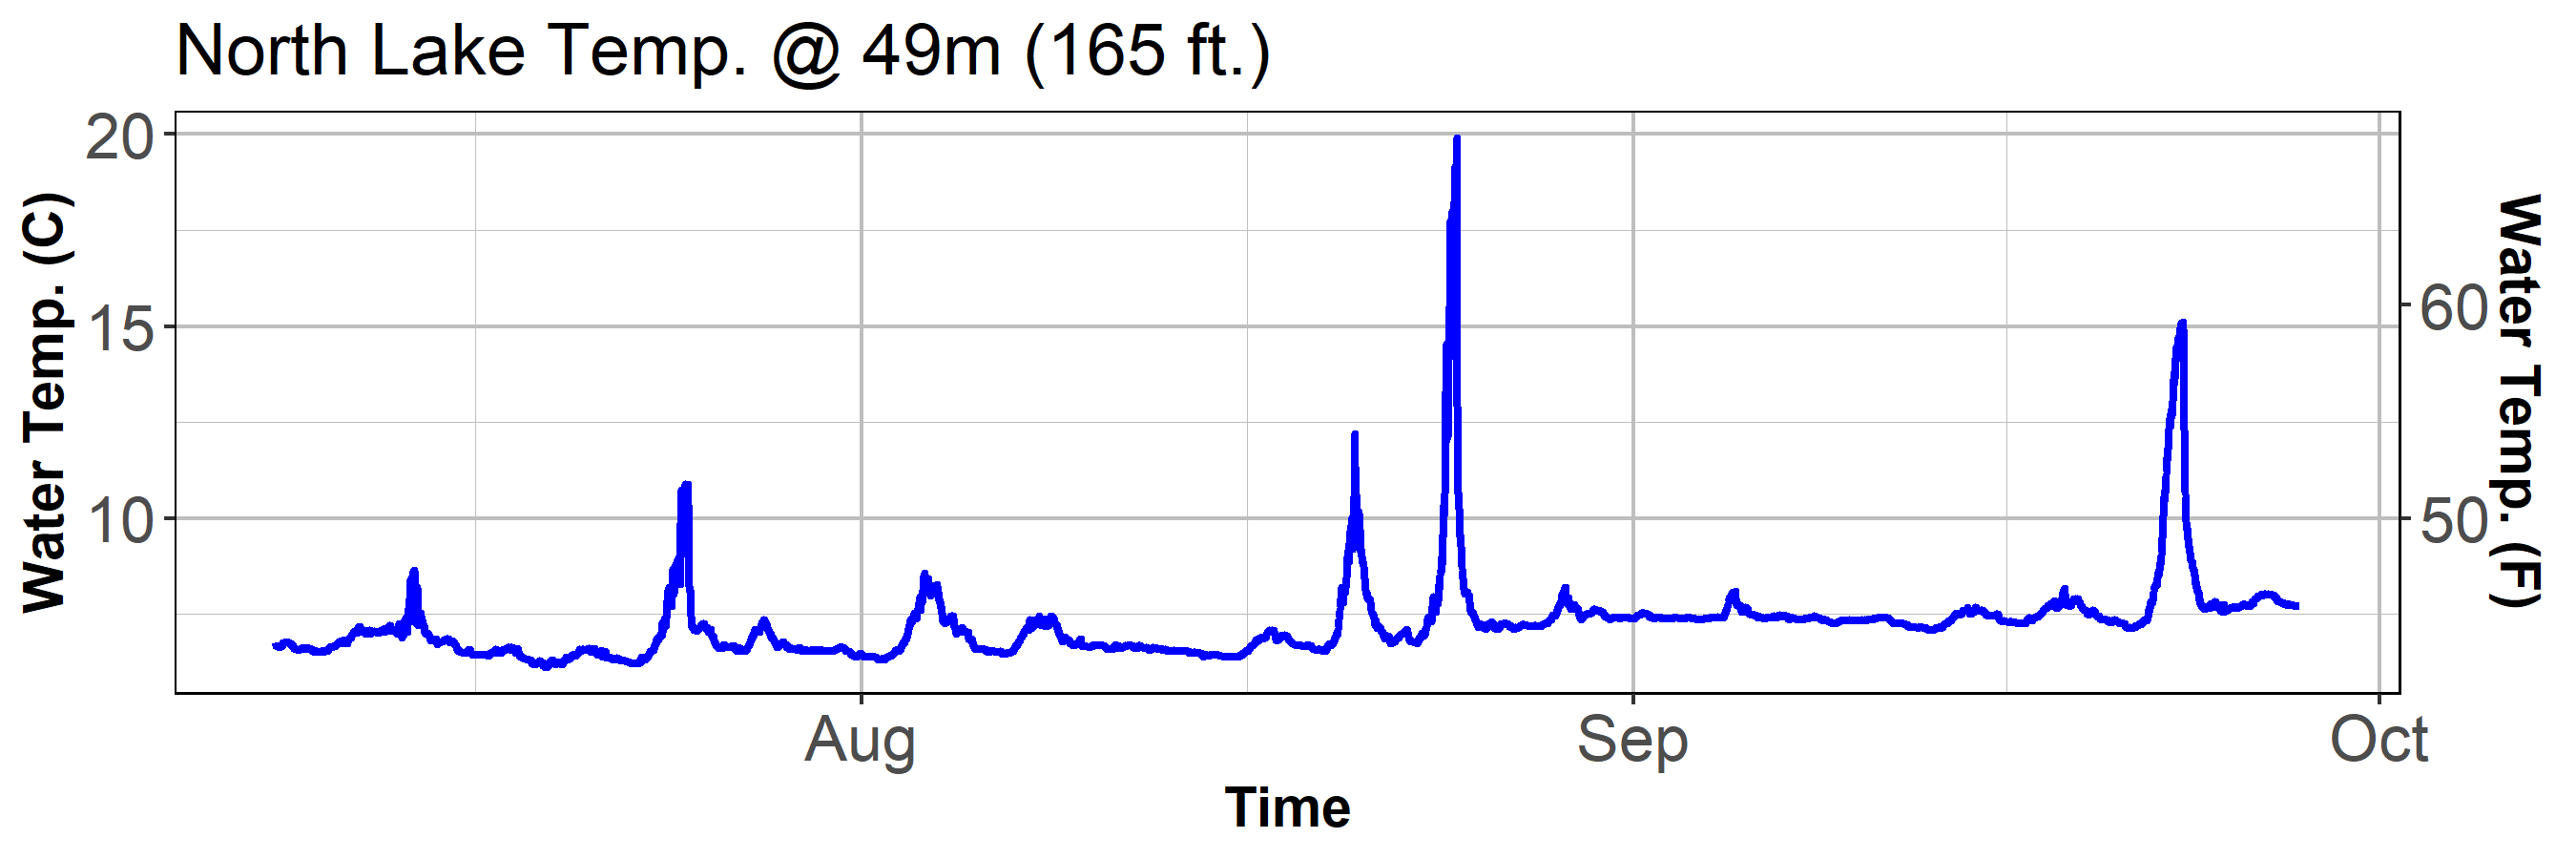 North Lake Temp. @ 49m (165 ft.)
Water Temp. (C)
20
15
10
60
50
Water Temp. (F)
Aug Sep Oct
Time